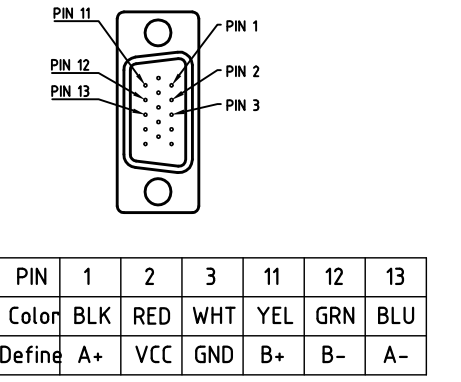 PIN 11
PIN 1
PIN 12
PIN 2
PIN 13
PIN 3
PIN 1 2 3 11 12 13
Color BLK RED WHT YEL GRN BLU
Define A+ VCC GND B+ B- A-